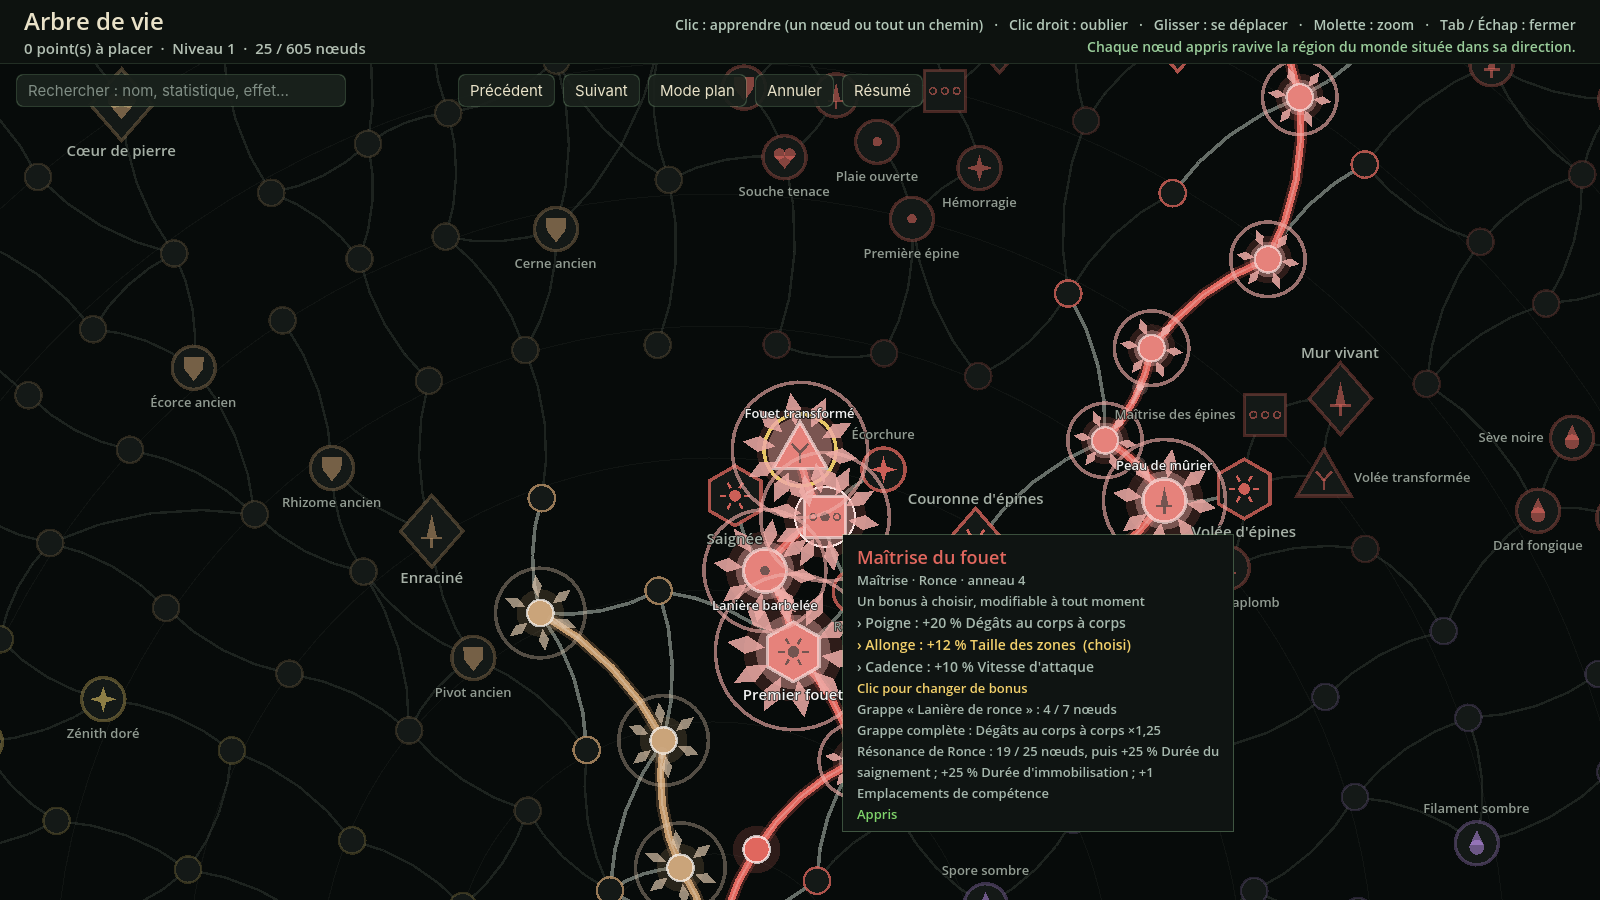 Arbre de vie
0 point(s) à placer · Niveau 1 · 25 / 605 nœuds
Clic : apprendre (un nœud ou tout un chemin) · Clic droit : oublier · Glisser : se déplacer · Molette : zoom · Tab / Échap : fermer
Chaque nœud appris ravive la région du monde située dans sa direction.
Rechercher : nom, statistique, effet...
Précédent
Suivant
Mode plan
Annuler
Résumé
Cœur de pierre
Souche tenace
Plaie ouverte
Hémorragie
Première épine
Cerne ancien
Mur vivant
Écorce ancien
Fouet transformé
Écorchure
Maîtrise des épines
Sève noire
Peau de mûrier
Volée transformée
Rhizome ancien
Couronne d'épines
Saignée
Volée d'épines
Dard fongique
Enraciné
Lanière barbelée
aplomb
Pivot ancien
Premier fouet
Zénith doré
Maîtrise du fouet
Maîtrise · Ronce · anneau 4
Un bonus à choisir, modifiable à tout moment
› Poigne : +20 % Dégâts au corps à corps
› Allonge : +12 % Taille des zones (choisi)
› Cadence : +10 % Vitesse d'attaque
Clic pour changer de bonus
Grappe « Lanière de ronce » : 4 / 7 nœuds
Grappe complète : Dégâts au corps à corps ×1,25
Résonance de Ronce : 19 / 25 nœuds, puis +25 % Durée du
saignement ; +25 % Durée d'immobilisation ; +1
Emplacements de compétence
Appris
Filament sombre
Spore sombre